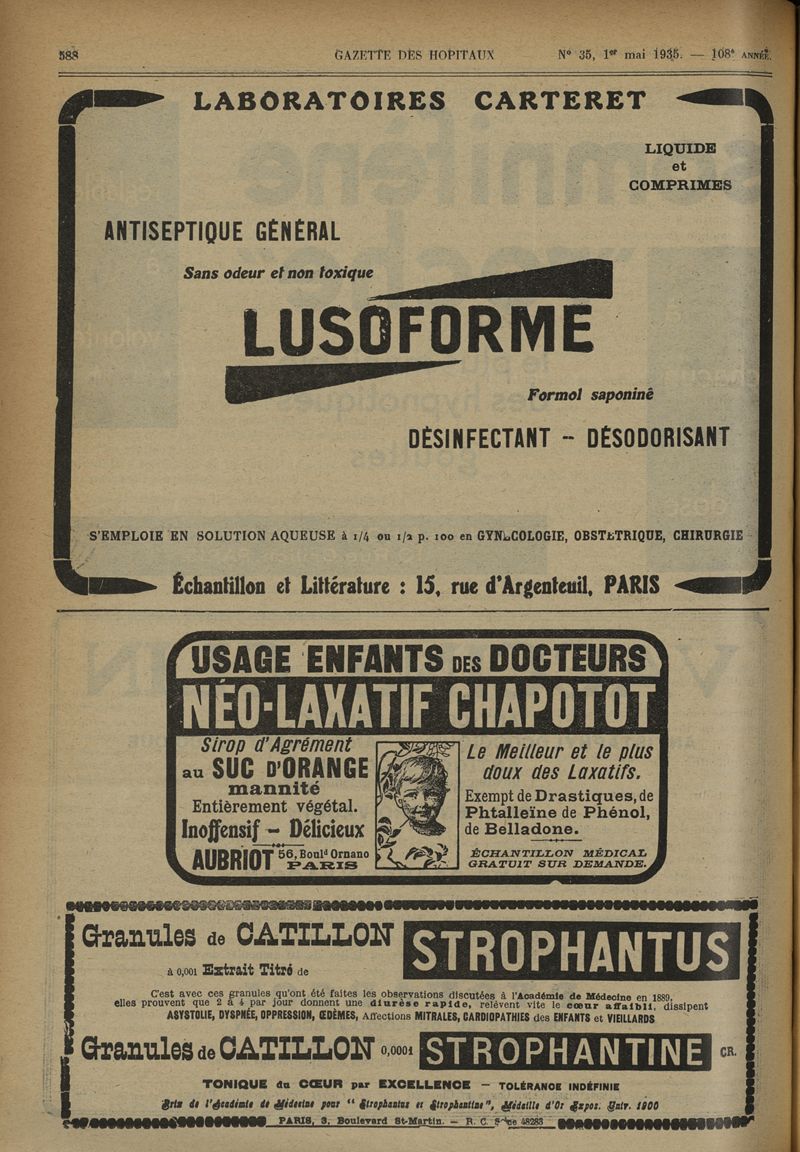 588 GAZETTE DES HOPITAUX N° 35, 1er mai 1935. — 108e ANNÉE.
LABORATOIRES CARTERET
LIQUIDE
et
COMPRIMES
ANTISEPTIQUE GÉNÉRAL
Sans odeur et non toxique
LUSOFORME
Formol saponiné
DÉSINFECTANT — DÉSODORISANT
S'EMPLOIE EN SOLUTION AQUEUSE à 1/4 ou 1/2 p. 100 en GYNÉCOLOGIE, OBSTÉTRIQUE, CHIRURGIE
Échantillon et Littérature : 15, rue d'Argenteuil, PARIS
USAGE ENFANTS DES DOCTEURS
NÉO-LAXATIF CHAPOTOT
Sirop d'Agrément
au SUC D'ORANGE
mannité
Entièrement végétal.
Inoffensif — Délicieux
AUBRIOT 56, Bould Ornano
PARIS
Le Meilleur et le plus
doux des Laxatifs.
Exempt de Drastiques, de
Phtalleïne de Phénol,
de Belladone.
ÉCHANTILLON MÉDICAL
GRATUIT SUR DEMANDE.
Granules de CATILLON STROPHANTUS
à 0,001 Extrait Titré de
C'est avec ces granules qu'ont été faites les observations discutées à l'Académie de Médecine en 1889,
elles prouvent que 2 à 4 par jour donnent une diurèse rapide, relévent vite le cœur affaibli, dissipent
ASYSTOLIE, DYSPNÉE, OPPRESSION, ŒDÈMES, Affections MITRALES, CARDIOPATHIES des ENFANTS et VIEILLARDS
Granules de CATILLON 0,0001 STROPHANTINE CR.
TONIQUE du CŒUR par EXCELLENCE — TOLÉRANCE INDÉFINIE
Prix de l'Académie de Médecine pour "Strophantus et Strophantine", Médaille d'Or Expos. Univ. 1900
PARIS, 3, Boulevard St-Martin. — R. C. Seine 48283